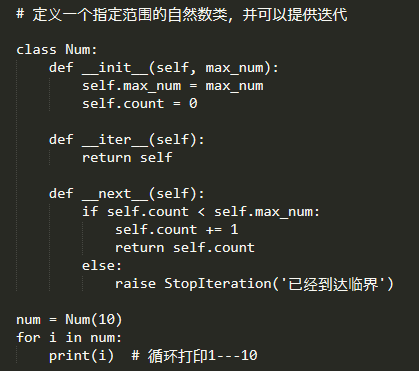 # 定义一个指定范围的自然数类，并可以提供迭代
class Num:
    def __init__(self, max_num):
        self.max_num = max_num
        self.count = 0
    def __iter__(self):
        return self
    def __next__(self):
        if self.count < self.max_num:
            self.count += 1
            return self.count
        else:
            raise StopIteration('已经到达临界')
num = Num(10)
for i in num:
    print(i)  # 循环打印1---10